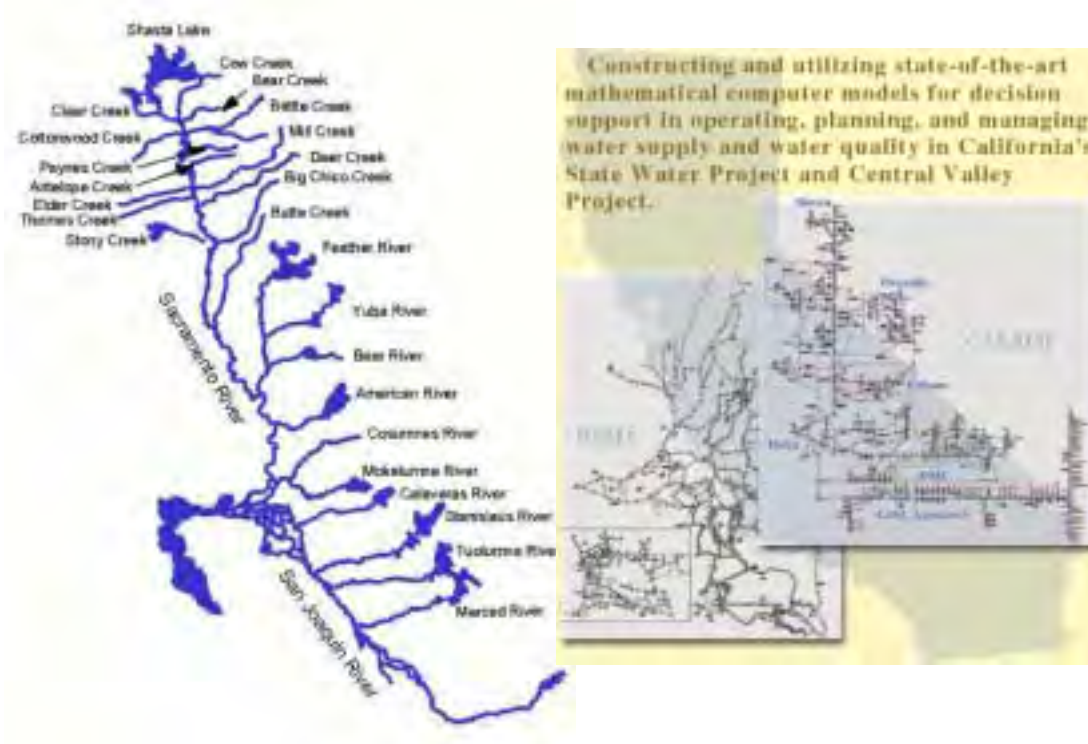 Shasta Lake
Cow Creek
Bear Creek
Clear Creek
Battle Creek
Cottonwood Creek
Mill Creek
Paynes Creek
Deer Creek
Antelope Creek
Big Chico Creek
Elder Creek
Thomes Creek
Butte Creek
Stony Creek
Feather River
Sacramento River
Yuba River
Bear River
American River
Cosumnes River
Mokelumne River
Calaveras River
Stanislaus River
Tuolumne River
San Joaquin River
Merced River
Constructing and utilizing state-of-the-art
mathematical computer models for decision
support in operating, planning, and managing
water supply and water quality in California's
State Water Project and Central Valley
Project.